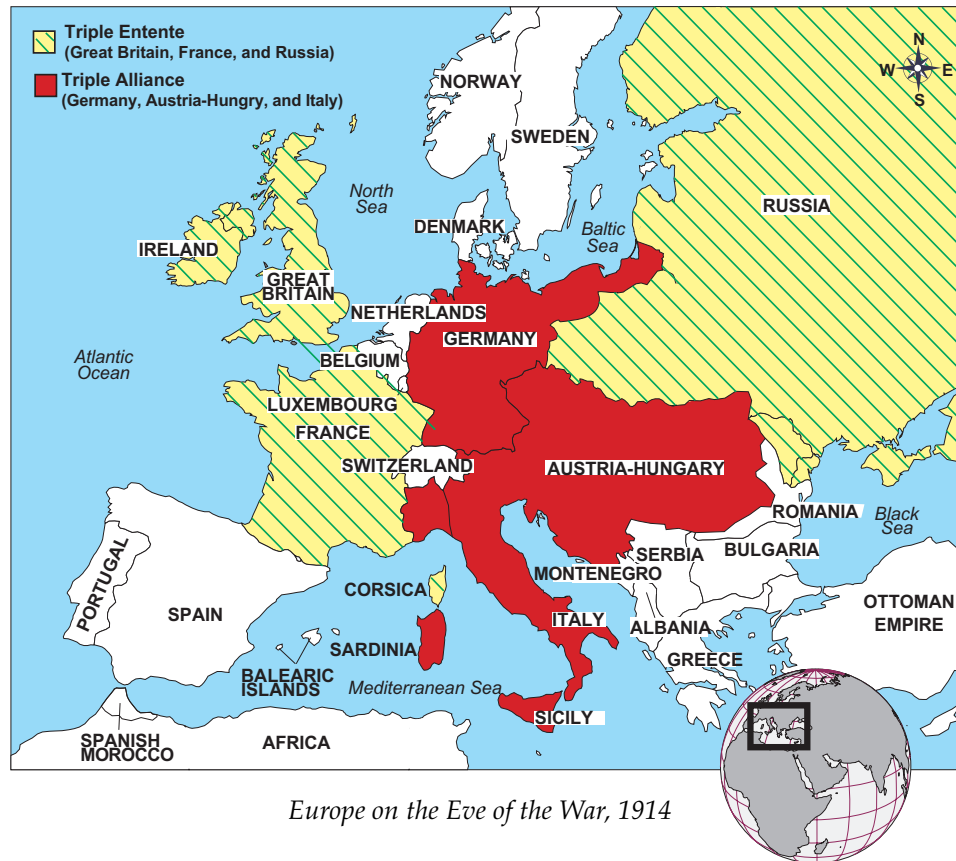 Triple Entente
(Great Britain, France, and Russia)
Triple Alliance
(Germany, Austria-Hungry, and Italy)
N
W
E
S
NORWAY
SWEDEN
North
Sea
RUSSIA
DENMARK
Baltic
Sea
IRELAND
GREAT
BRITAIN
NETHERLANDS
GERMANY
Atlantic
Ocean
BELGIUM
LUXEMBOURG
FRANCE
SWITZERLAND
AUSTRIA-HUNGARY
ROMANIA
Black
Sea
SERBIA
BULGARIA
MONTENEGRO
CORSICA
PORTUGAL
SPAIN
ITALY
ALBANIA
OTTOMAN
EMPIRE
SARDINIA
GREECE
BALEARIC
ISLANDS
Mediterranean Sea
SICILY
SPANISH
MOROCCO
AFRICA
Europe on the Eve of the War, 1914